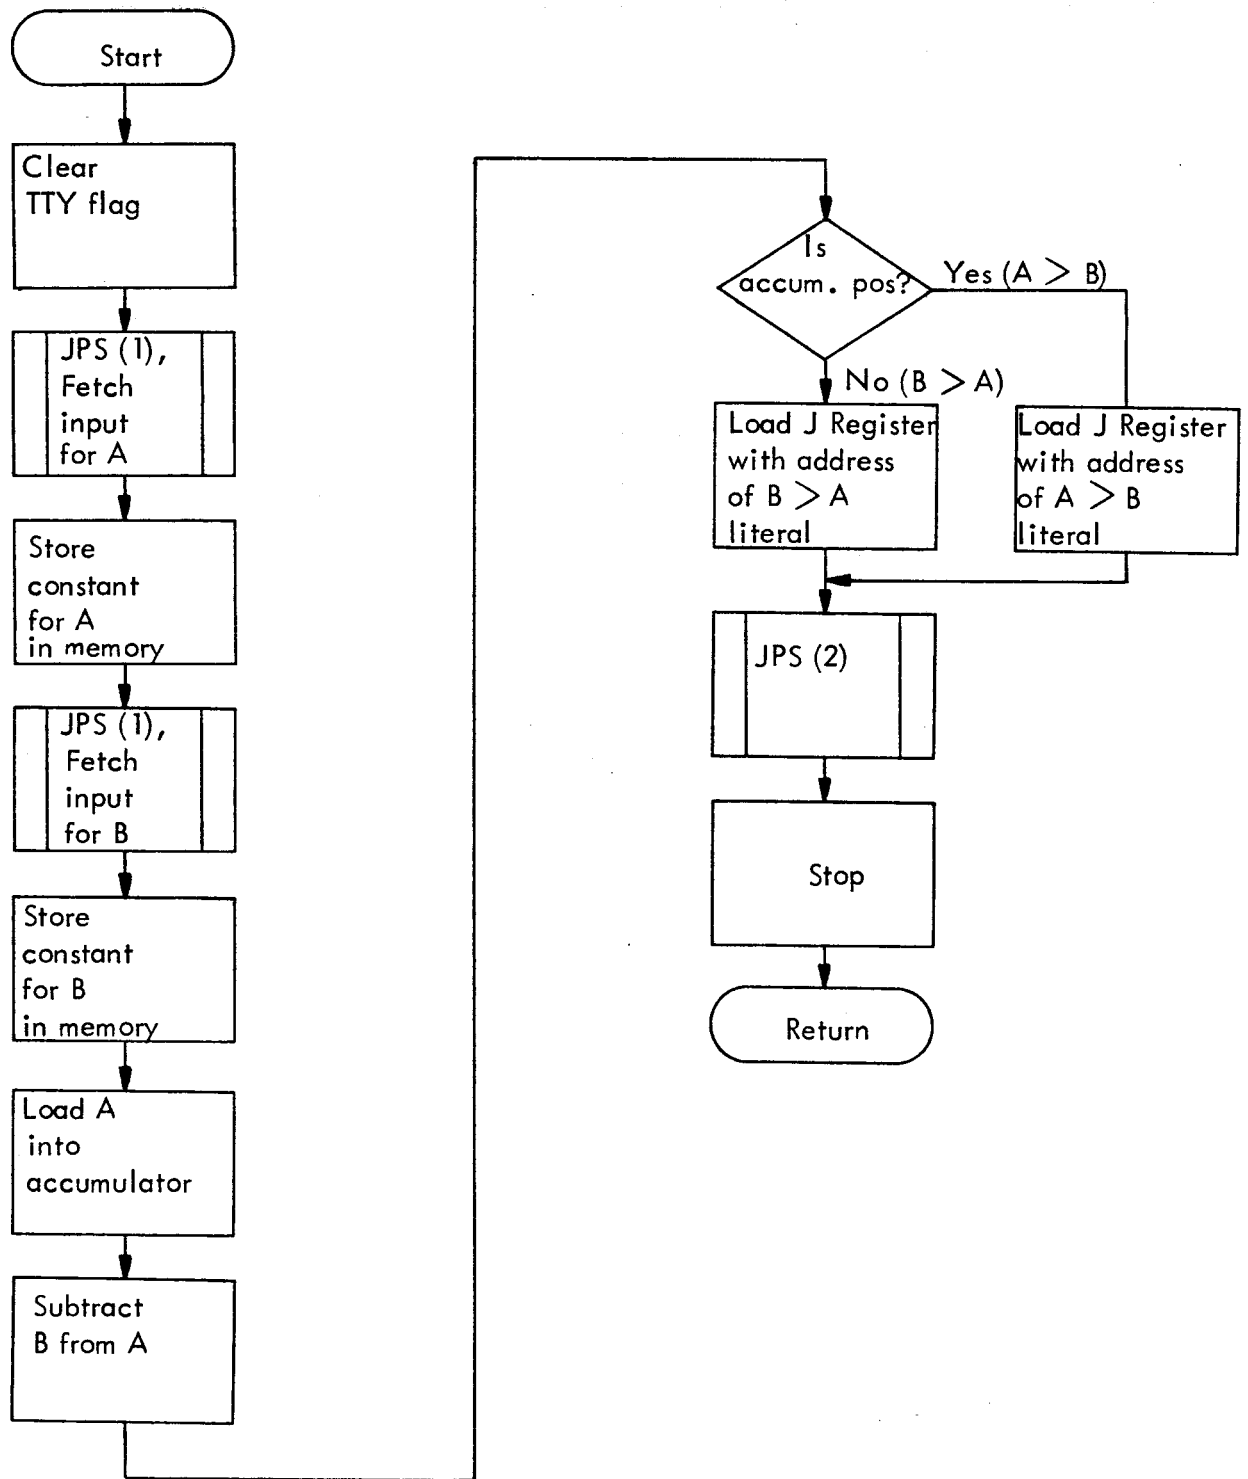 Start
Clear
TTY flag
JPS (1),
Fetch
input
for A
Store
constant
for A
in memory
JPS (1),
Fetch
input
for B
Store
constant
for B
in memory
Load A
into
accumulator
Subtract
B from A
Is
accum. pos?
Yes (A > B)
No (B > A)
Load J Register
with address
of B > A
literal
Load J Register
with address
of A > B
literal
JPS (2)
Stop
Return